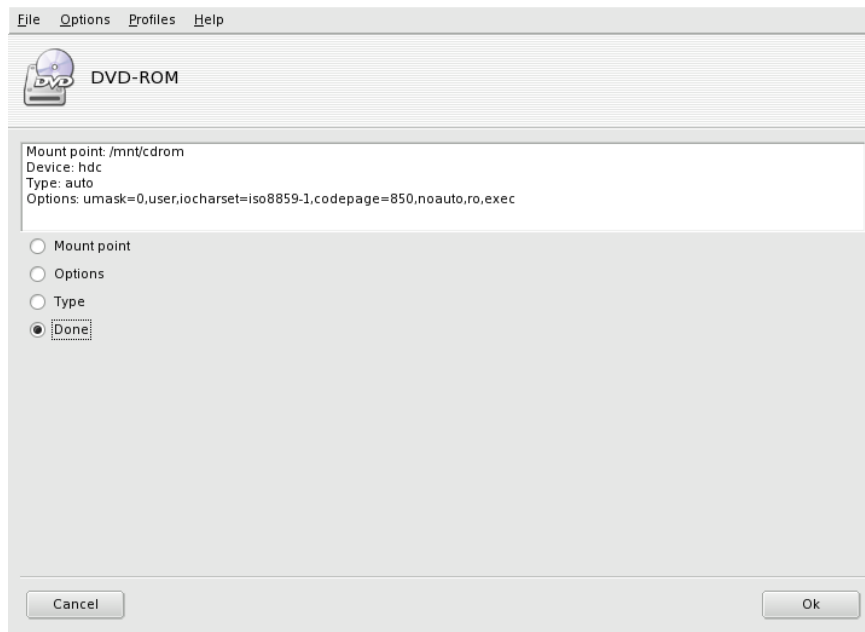 File Options Profiles Help
DVD
DVD-ROM
Mount point: /mnt/cdrom
Device: hdc
Type: auto
Options: umask=0,user,iocharset=iso8859-1,codepage=850,noauto,ro,exec
Mount point
Options
Type
Done
Cancel Ok